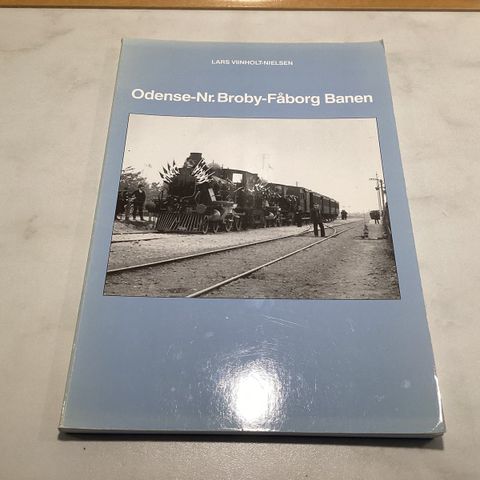 LARS VIINHOLT-NIELSEN
Odense-Nr. Broby-Fåborg Banen